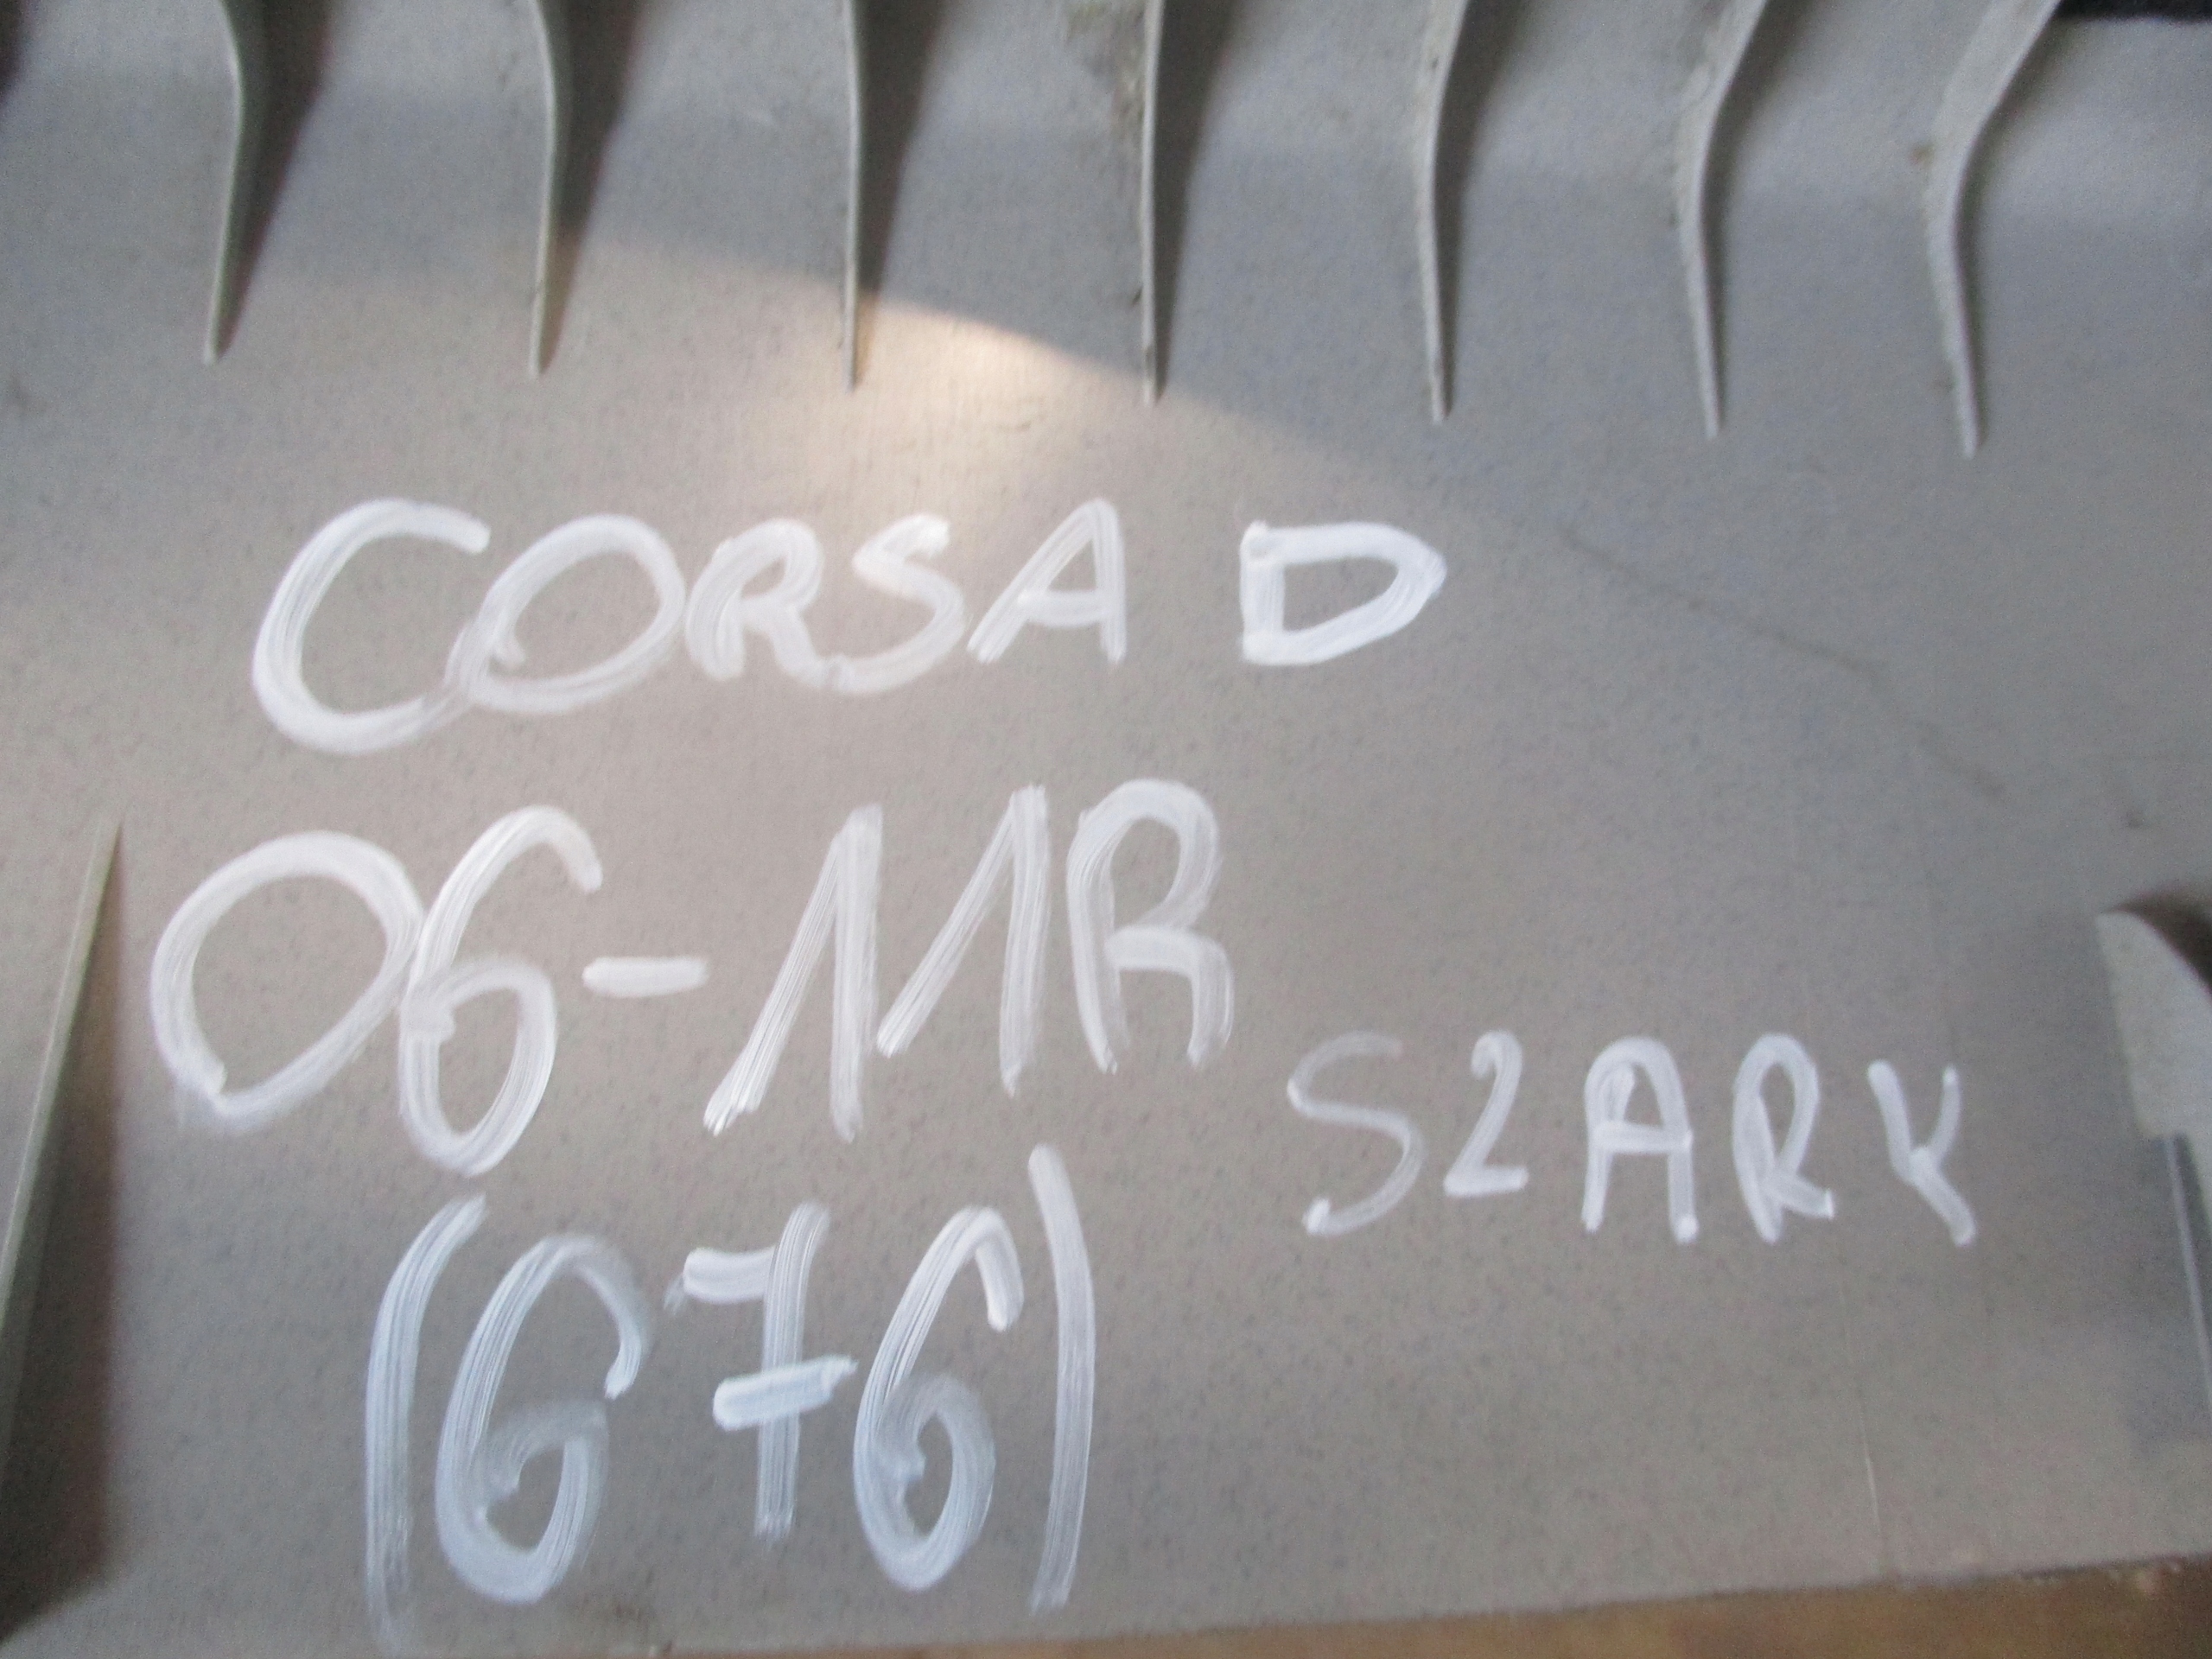 CORSA D
06-11R
SZARY
(676)